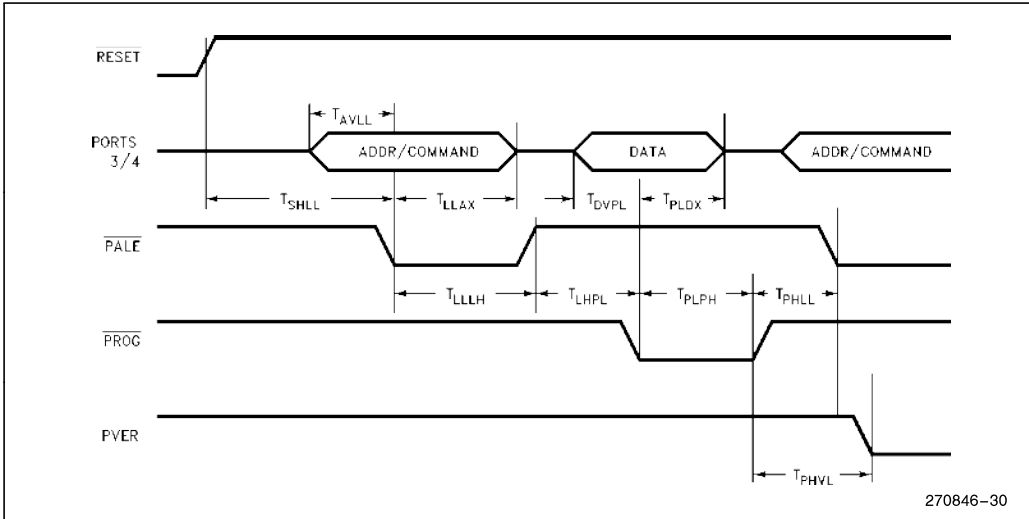 RESET
T_AVLL
PORTS 3/4
ADDR/COMMAND
DATA
ADDR/COMMAND
T_SHLL
T_LLAX
T_DVPL
T_PLDX
PALE
T_LLLH
T_LHPL
T_PLPH
T_PHLL
PROG
PVER
T_PHVL
270846-30